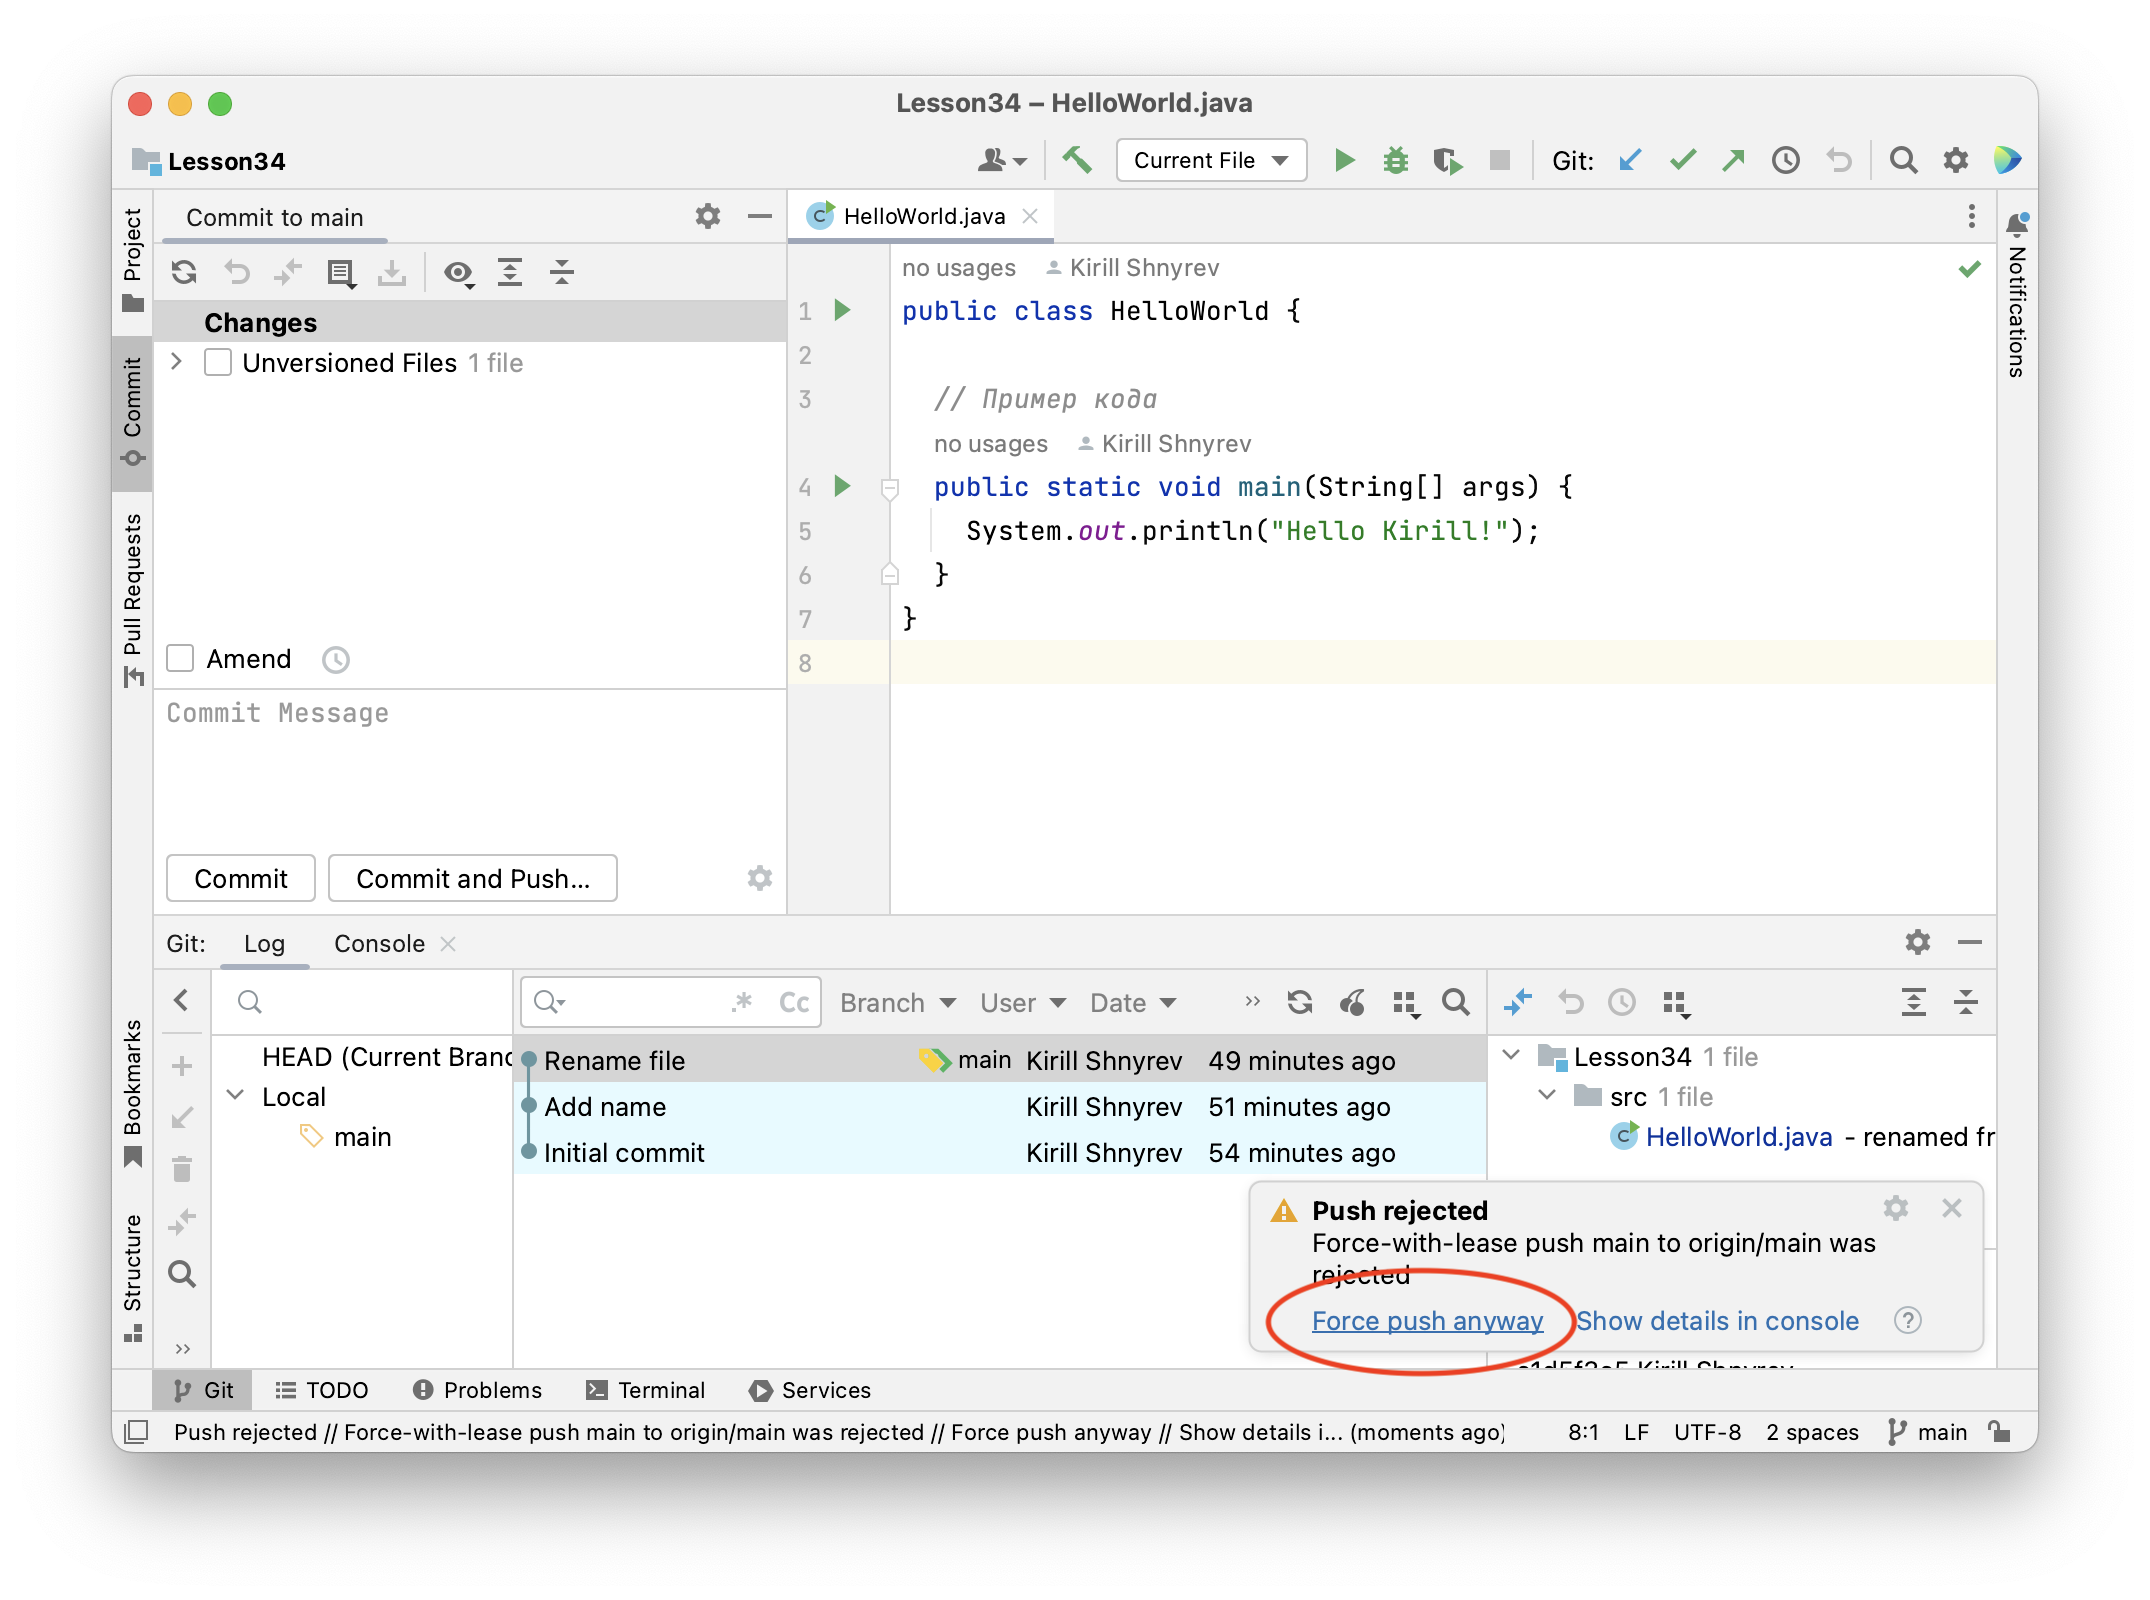 Lesson34 – HelloWorld.java
Lesson34
Current File
Git:
Project
Commit
Pull Requests
Bookmarks
Structure
Commit to main
Changes
Unversioned Files 1 file
Amend
Commit Message
Commit
Commit and Push...
HelloWorld.java
no usages Kirill Shnyrev
1 public class HelloWorld {
2
3 // Пример кода
no usages Kirill Shnyrev
4 public static void main(String[] args) {
5 System.out.println("Hello Kirill!");
6 }
7 }
8
Notifications
Git: Log Console
.* Cc Branch User Date
HEAD (Current Branc
Local
main
Rename file main Kirill Shnyrev 49 minutes ago
Add name Kirill Shnyrev 51 minutes ago
Initial commit Kirill Shnyrev 54 minutes ago
Lesson34 1 file
src 1 file
HelloWorld.java - renamed fr
Push rejected
Force-with-lease push main to origin/main was
rejected
Force push anyway Show details in console ?
Kirill Shnyrev
Git TODO Problems Terminal Services
Push rejected // Force-with-lease push main to origin/main was rejected // Force push anyway // Show details i... (moments ago) 8:1 LF UTF-8 2 spaces main